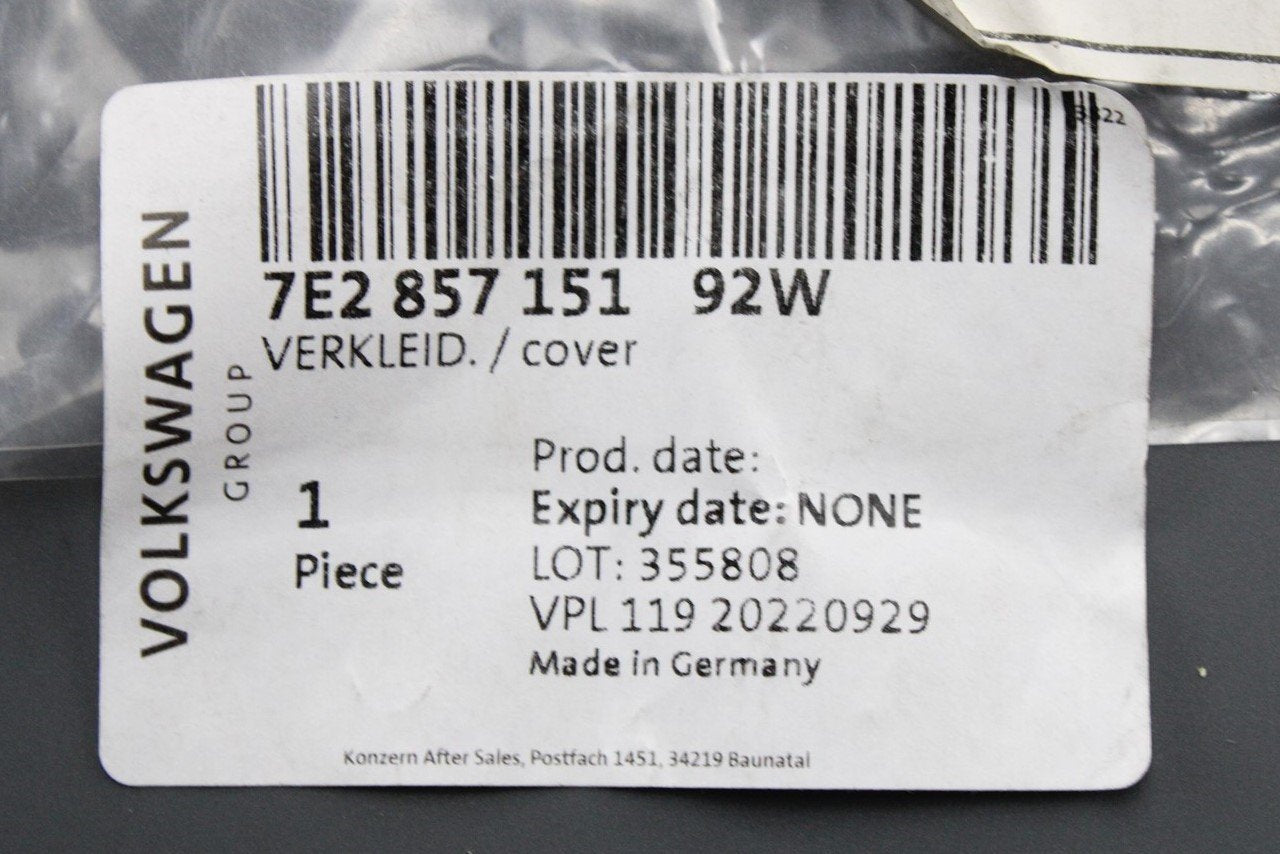 VOLKSWAGEN
GROUP
7E2 857 151 92W
VERKLEID. / cover
1
Piece
Prod. date:
Expiry date: NONE
LOT: 355808
VPL 119 20220929
Made in Germany
Konzern After Sales, Postfach 1451, 34219 Baunatal